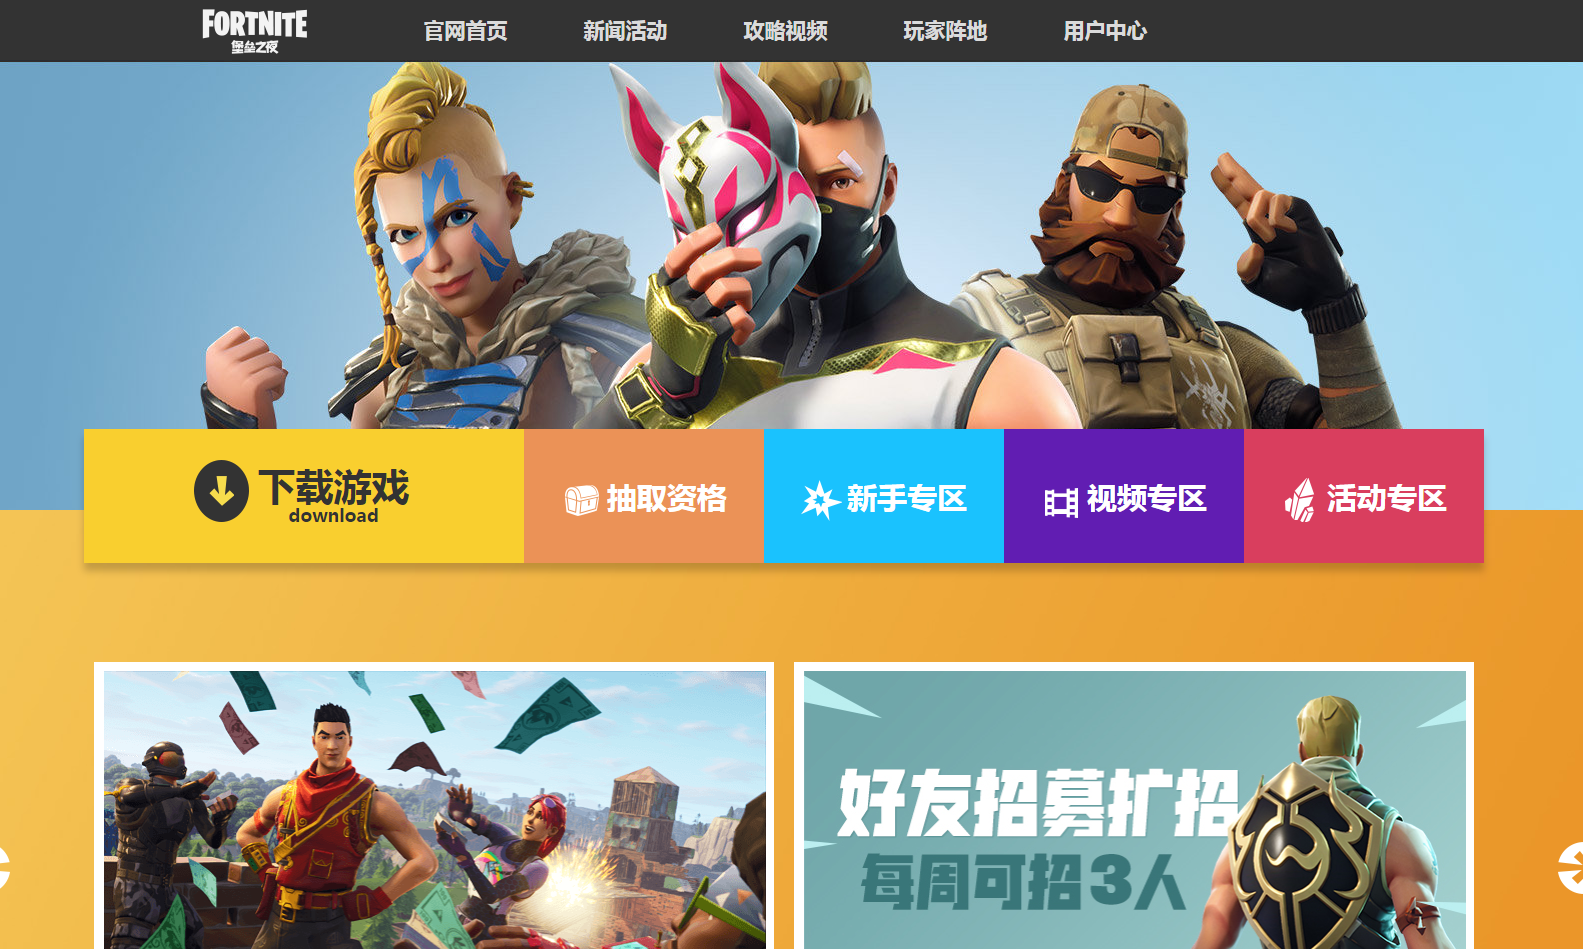 FORTNITE
堡垒之夜
官网首页
新闻活动
攻略视频
玩家阵地
用户中心
下载游戏
download
抽取资格
新手专区
视频专区
活动专区
好友招募扩招
每周可招3人